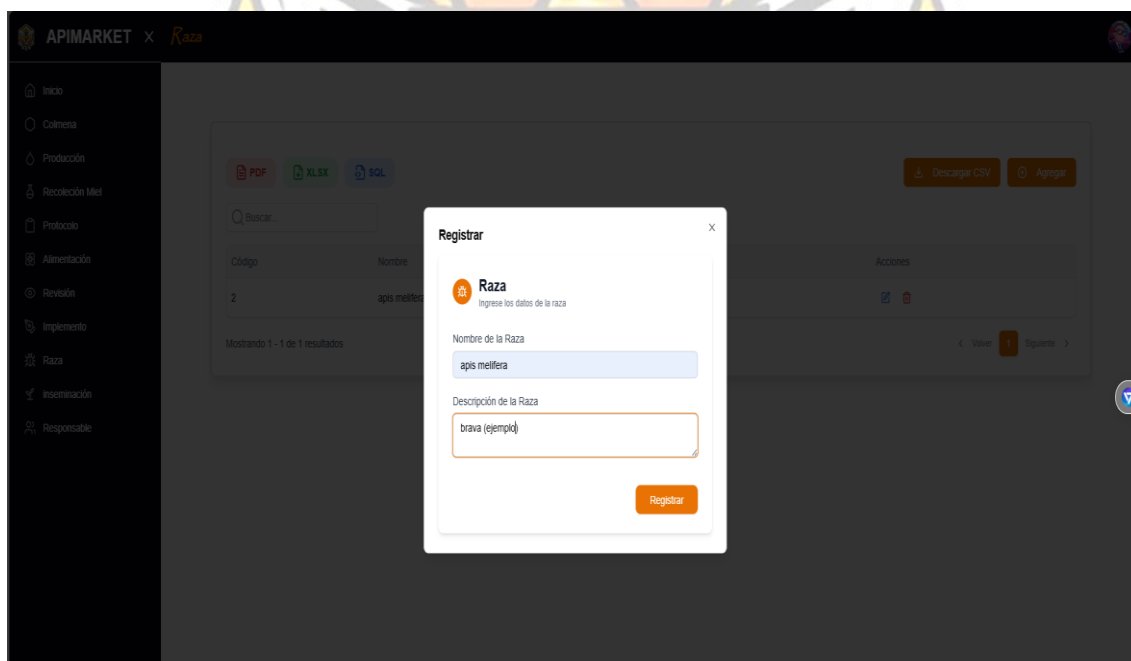 APIMARKET X Raza
Inicio
Colmena
Producción
Recoleción Miel
Protocolo
Alimentación
Revisión
Implemento
Raza
Inseminación
Responsable
PDF XLSX SQL
Descargar CSV Agregar
Buscar...
Código Nombre Acciones
2 apis melifera
Mostrando 1 - 1 de 1 resultados
< Volver 1 Siguiente >
Registrar X
Raza
Ingrese los datos de la raza
Nombre de la Raza
apis melifera
Descripción de la Raza
brava (ejemplo)
Registrar